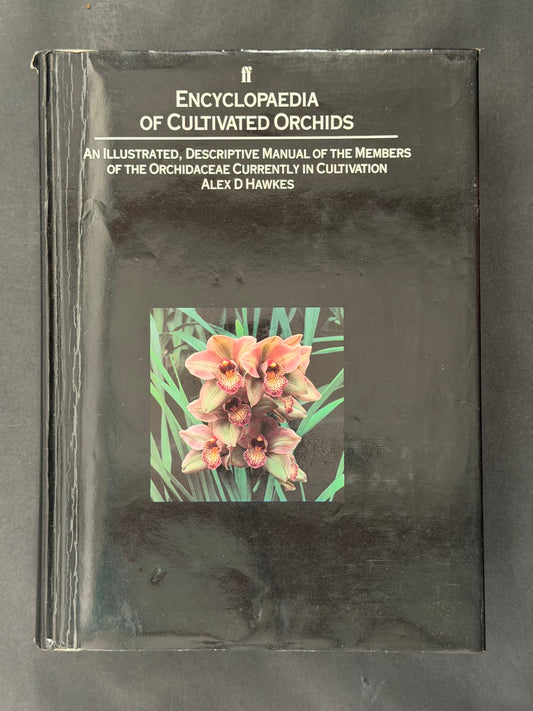 ff
ENCYCLOPAEDIA
OF CULTIVATED ORCHIDS
AN ILLUSTRATED, DESCRIPTIVE MANUAL OF THE MEMBERS
OF THE ORCHIDACEAE CURRENTLY IN CULTIVATION
ALEX D HAWKES